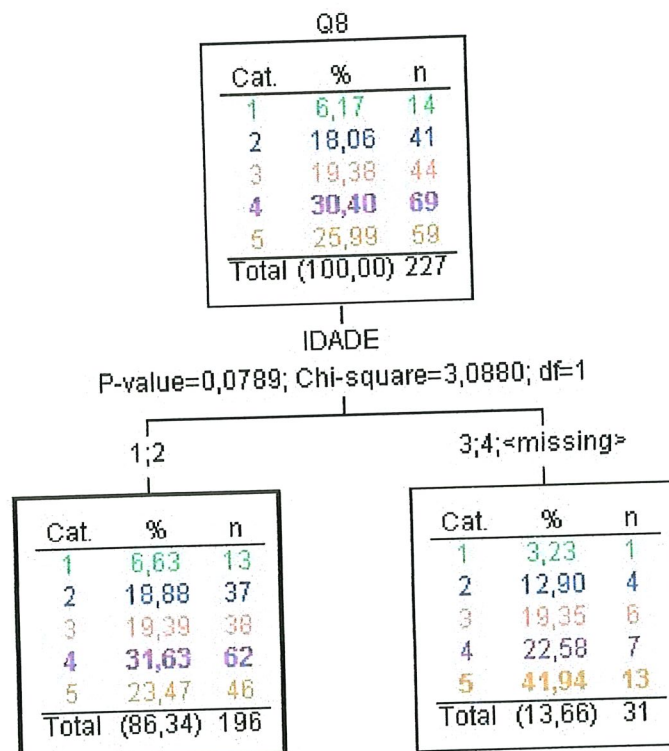 Q8
Cat. % n
1 6,17 14
2 18,06 41
3 19,38 44
4 30,40 69
5 25,99 59
Total (100,00) 227
IDADE
P-value=0,0789; Chi-square=3,0880; df=1
1;2
3;4;<missing>
Cat. % n
1 6,63 13
2 18,88 37
3 19,39 38
4 31,63 62
5 23,47 46
Total (86,34) 196
Cat. % n
1 3,23 1
2 12,90 4
3 19,35 6
4 22,58 7
5 41,94 13
Total (13,66) 31